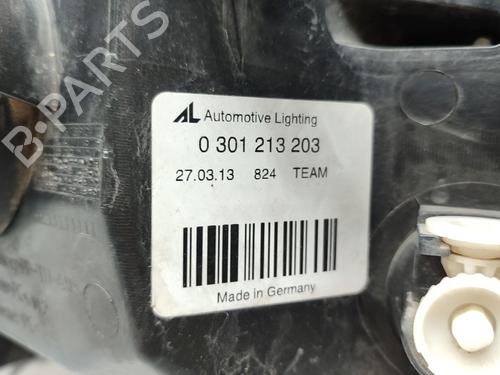 AL Automotive Lighting
0 301 213 203
27.03.13 824 TEAM
Made in Germany
B-PARTS